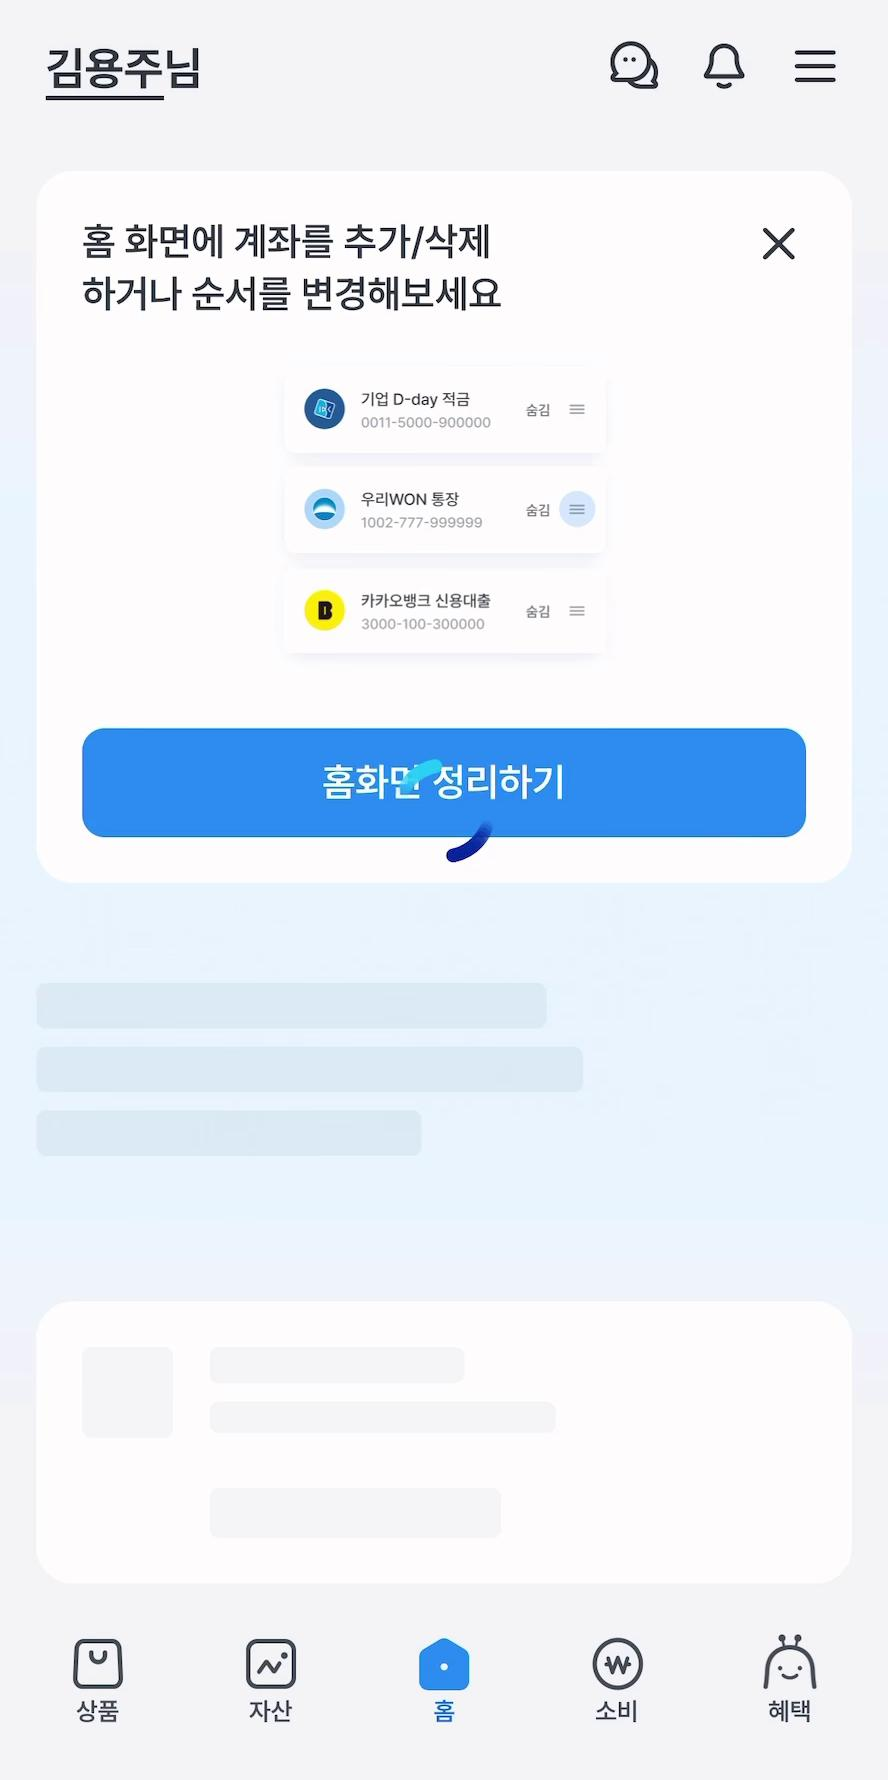 김용주님
홈 화면에 계좌를 추가/삭제
하거나 순서를 변경해보세요
기업 D-day 적금
0011-5000-900000
숨김
우리WON 통장
1002-777-999999
숨김
카카오뱅크 신용대출
3000-100-300000
숨김
홈화면 정리하기
상품
자산
홈
소비
혜택